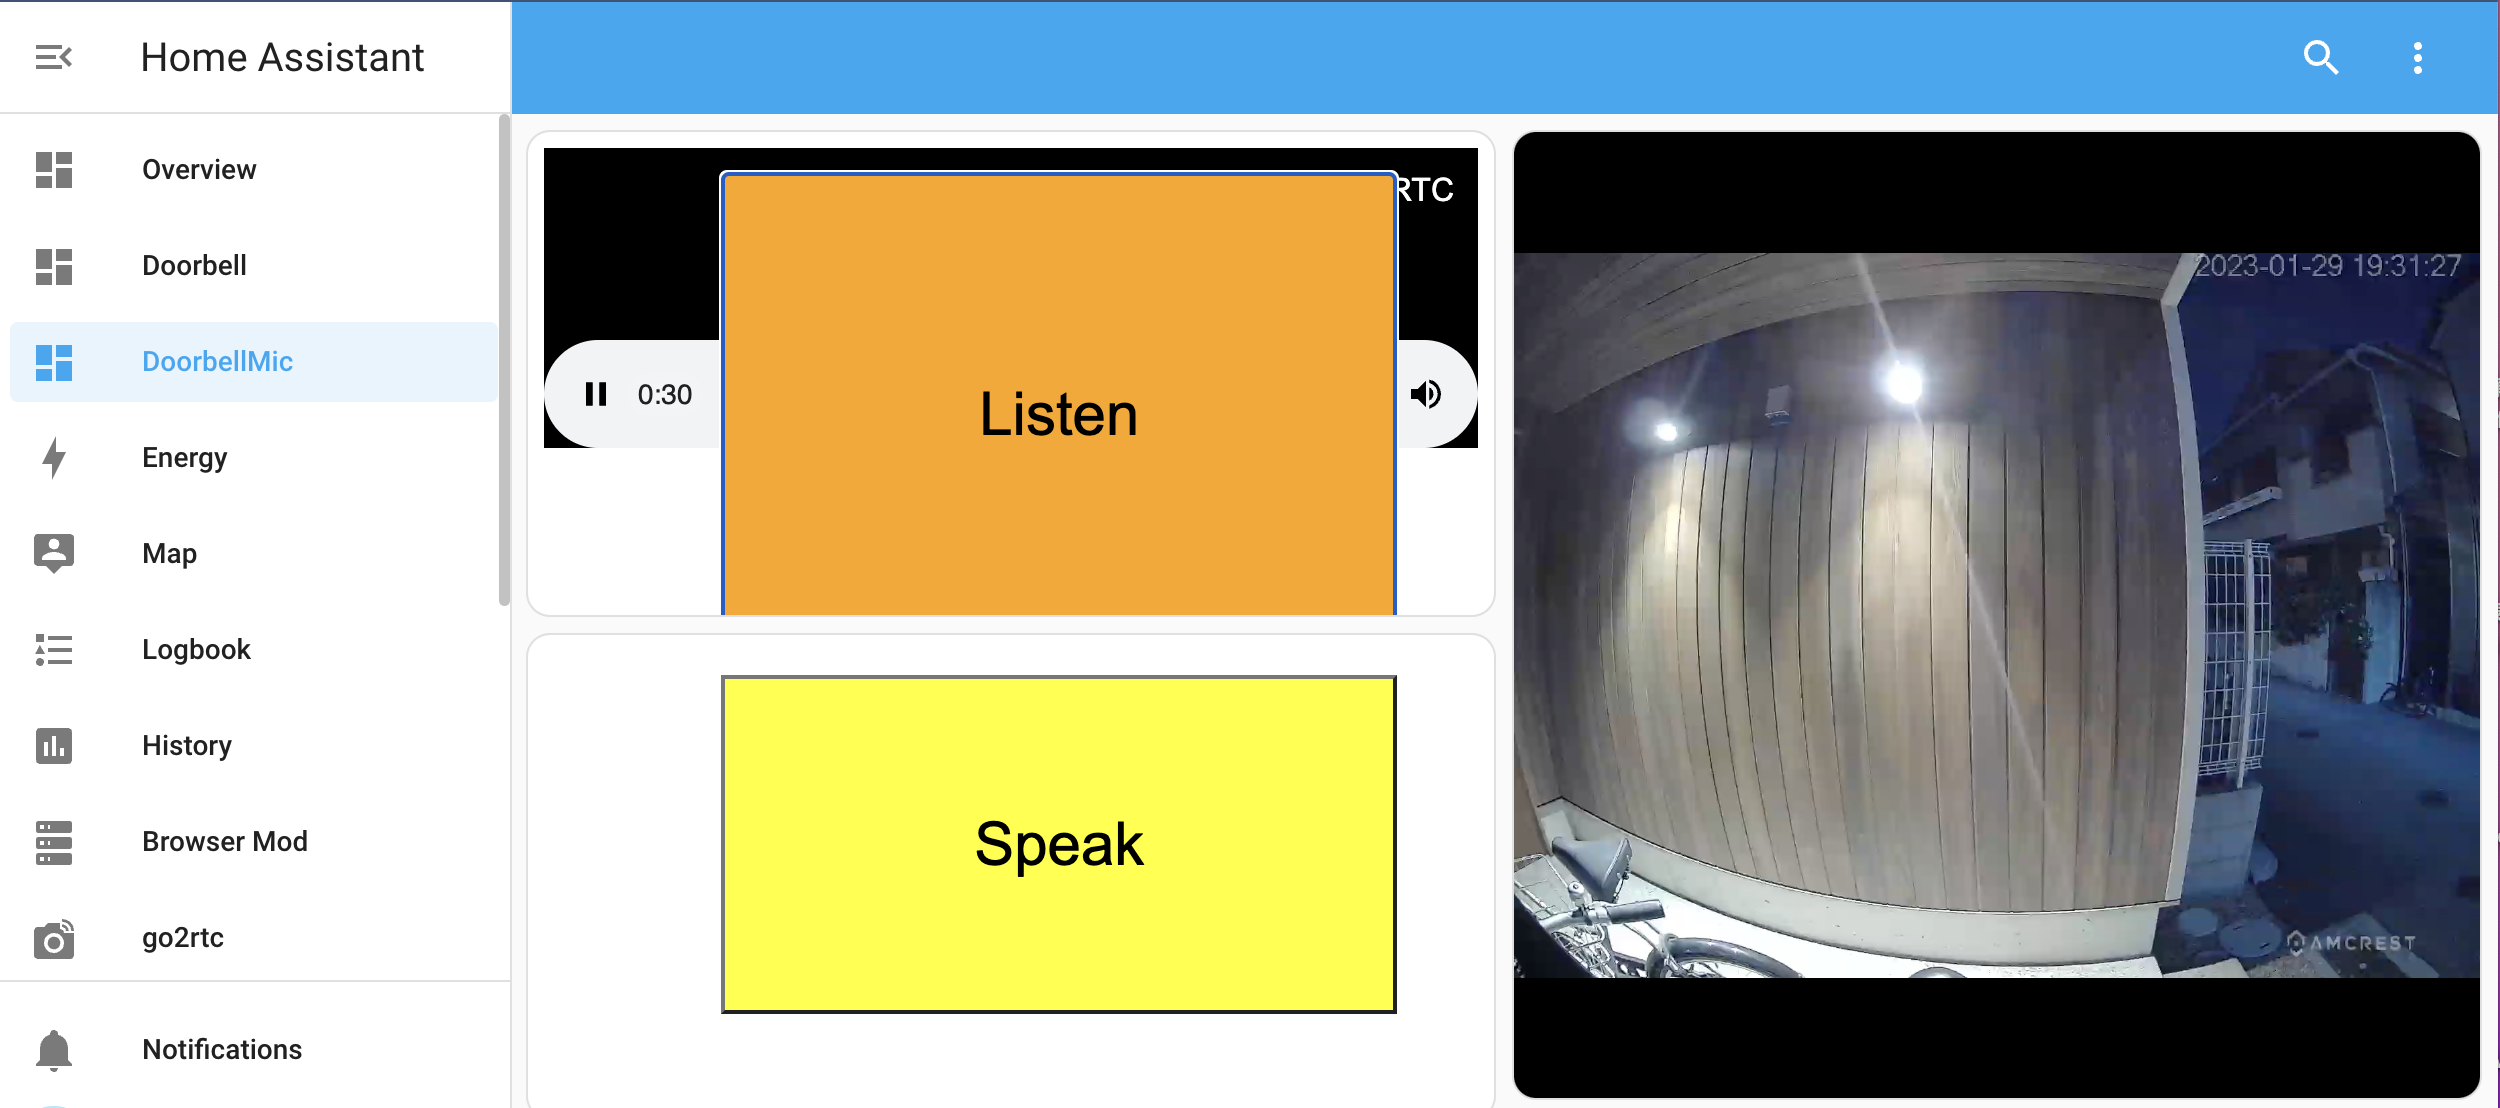 Home Assistant
Overview
Doorbell
DoorbellMic
Energy
Map
Logbook
History
Browser Mod
go2rtc
Notifications
RTC
0:30
Listen
Speak
2023-01-29 19:31:27
AMCREST